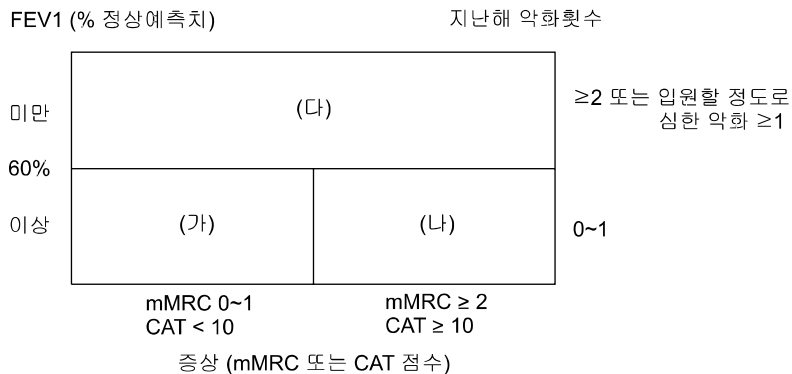 FEV1 (% 정상예측치)
지난해 악화횟수
미만
(다)
≥2 또는 입원할 정도로
심한 악화 ≥1
60%
이상
(가)
(나)
0~1
mMRC 0~1
CAT < 10
mMRC ≥ 2
CAT ≥ 10
증상 (mMRC 또는 CAT 점수)